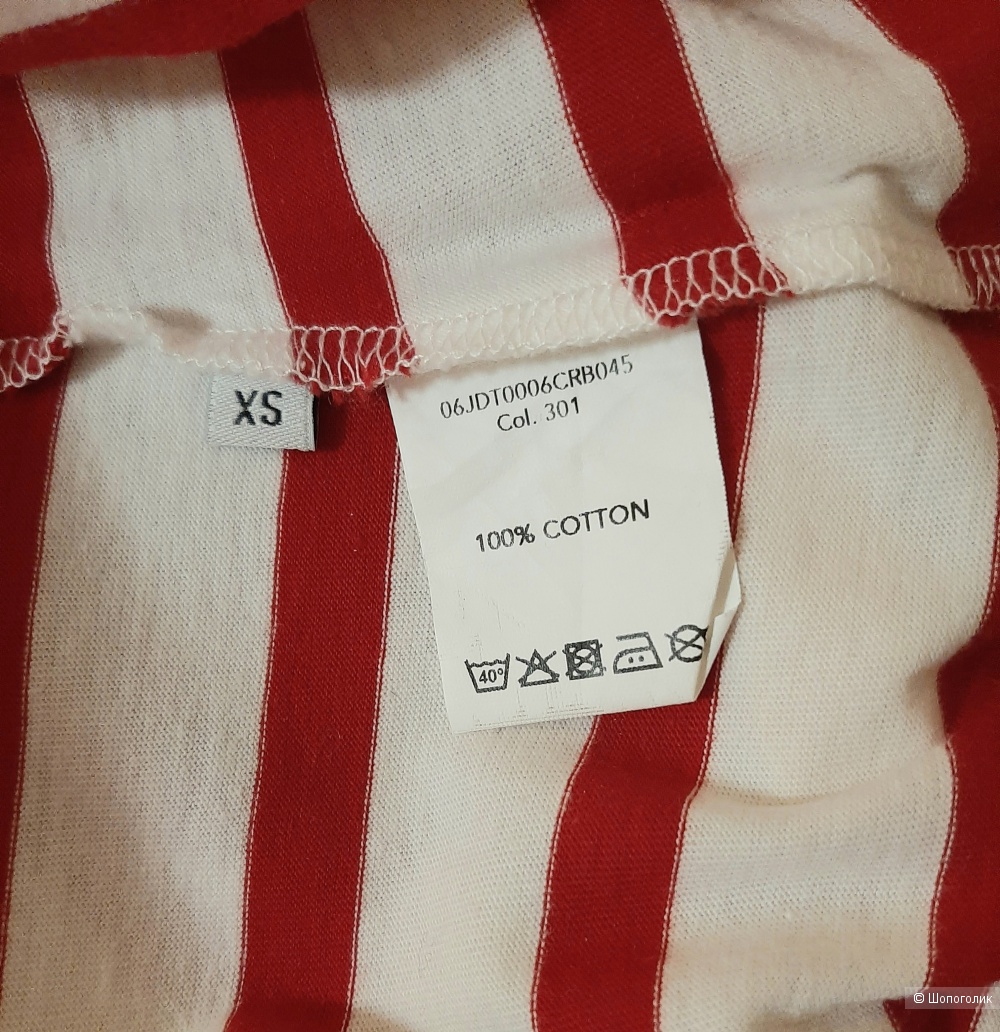 XS
06JDT0006CRB045
Col. 301
100% COTTON
40°
© Шопоголик